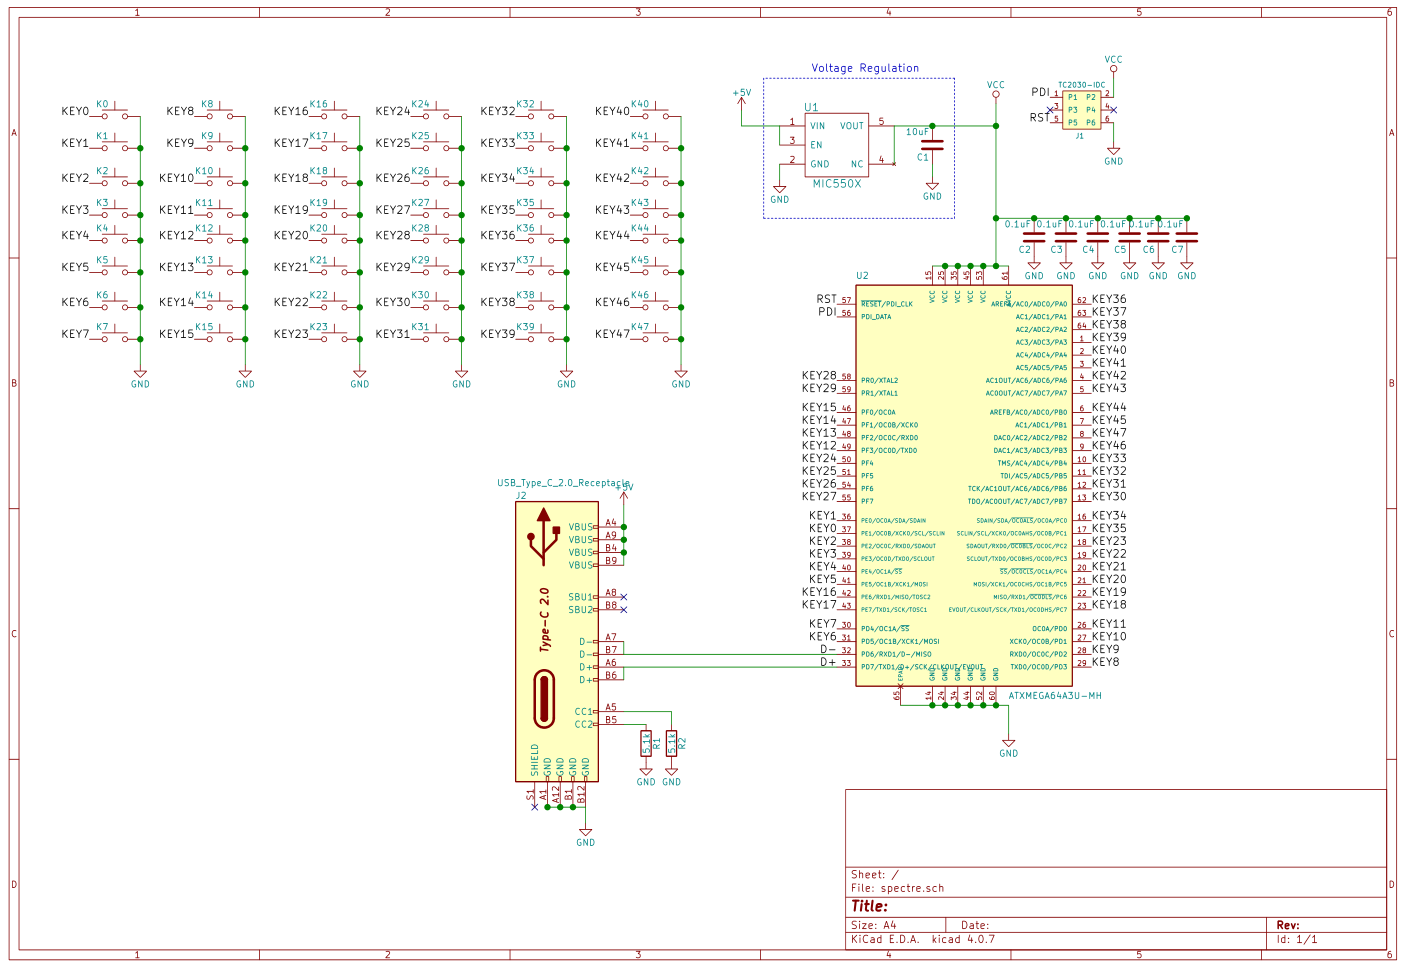 1 2 3 4 5 6
A
B
C
D
A
B
C
D
1 2 3 4 5 6
KEY0 K0
KEY1 K1
KEY2 K2
KEY3 K3
KEY4 K4
KEY5 K5
KEY6 K6
KEY7 K7
GND
KEY8 K8
KEY9 K9
KEY10 K10
KEY11 K11
KEY12 K12
KEY13 K13
KEY14 K14
KEY15 K15
GND
KEY16 K16
KEY17 K17
KEY18 K18
KEY19 K19
KEY20 K20
KEY21 K21
KEY22 K22
KEY23 K23
GND
KEY24 K24
KEY25 K25
KEY26 K26
KEY27 K27
KEY28 K28
KEY29 K29
KEY30 K30
KEY31 K31
GND
KEY32 K32
KEY33 K33
KEY34 K34
KEY35 K35
KEY36 K36
KEY37 K37
KEY38 K38
KEY39 K39
GND
KEY40 K40
KEY41 K41
KEY42 K42
KEY43 K43
KEY44 K44
KEY45 K45
KEY46 K46
KEY47 K47
GND
Voltage Regulation
+5V
U1
1 VIN VOUT 5
3 EN
2 GND NC 4
MIC550X
GND
10uF
C1
GND
VCC
VCC
TC2030-IDC
PDI 1 P1 P2 2
3 P3 P4 4
RST 5 P5 P6 6
J1
GND
0.1uF 0.1uF 0.1uF 0.1uF 0.1uF 0.1uF
C2 C3 C4 C5 C6 C7
GND GND GND GND GND GND
U2
15 25 35 45 53 61
VCC VCC VCC VCC VCC AVCC
RST 57 RESET/PDI_CLK
PDI 56 PDI_DATA
KEY28 58 PR0/XTAL2
KEY29 59 PR1/XTAL1
KEY15 46 PF0/OC0A
KEY14 47 PF1/OC0B/XCK0
KEY13 48 PF2/OC0C/RXD0
KEY12 49 PF3/OC0D/TXD0
KEY24 50 PF4
KEY25 51 PF5
KEY26 54 PF6
KEY27 55 PF7
KEY1 36 PE0/OC0A/SDA/SDAIN
KEY0 37 PE1/OC0B/XCK0/SCL/SCLIN
KEY2 38 PE2/OC0C/RXD0/SDAOUT
KEY3 39 PE3/OC0D/TXD0/SCLOUT
KEY4 40 PE4/OC1A/SS
KEY5 41 PE5/OC1B/XCK1/MOSI
KEY16 42 PE6/RXD1/MISO/TOSC2
KEY17 43 PE7/TXD1/SCK/TOSC1
KEY7 30 PD4/OC1A/SS
KEY6 31 PD5/OC1B/XCK1/MOSI
D- 32 PD6/RXD1/D-/MISO
D+ 33 PD7/TXD1/D+/SCK/CLKOUT/EVOUT
AREFA/AC0/ADC0/PA0 62 KEY36
AC1/ADC1/PA1 63 KEY37
AC2/ADC2/PA2 64 KEY38
AC3/ADC3/PA3 1 KEY39
AC4/ADC4/PA4 2 KEY40
AC5/ADC5/PA5 3 KEY41
AC1OUT/AC6/ADC6/PA6 4 KEY42
AC0OUT/AC7/ADC7/PA7 5 KEY43
AREFB/AC0/ADC0/PB0 6 KEY44
AC1/ADC1/PB1 7 KEY45
DAC0/AC2/ADC2/PB2 8 KEY47
DAC1/AC3/ADC3/PB3 9 KEY46
TMS/AC4/ADC4/PB4 10 KEY33
TDI/AC5/ADC5/PB5 11 KEY32
TCK/AC1OUT/AC6/ADC6/PB6 12 KEY31
TDO/AC0OUT/AC7/ADC7/PB7 13 KEY30
SDAIN/SDA/OC0ALS/OC0A/PC0 16 KEY34
SCLIN/SCL/XCK0/OC0AHS/OC0B/PC1 17 KEY35
SDAOUT/RXD0/OC0BLS/OC0C/PC2 18 KEY23
SCLOUT/TXD0/OC0BHS/OC0D/PC3 19 KEY22
SS/OC0CLS/OC1A/PC4 20 KEY21
MOSI/XCK1/OC0CHS/OC1B/PC5 21 KEY20
MISO/RXD1/OC0DLS/PC6 22 KEY19
EVOUT/CLKOUT/SCK/TXD1/OC0DHS/PC7 23 KEY18
OC0A/PD0 26 KEY11
XCK0/OC0B/PD1 27 KEY10
RXD0/OC0C/PD2 28 KEY9
TXD0/OC0D/PD3 29 KEY8
EPAD GND GND GND GND GND GND
65 14 24 34 44 52 60
ATXMEGA64A3U-MH
GND
USB_Type_C_2.0_Receptacle
J2
+5V
VBUS A4
VBUS A9
VBUS B4
VBUS B9
SBU1 A8
SBU2 B8
Type-C 2.0
D- A7
D- B7
D+ A6
D+ B6
CC1 A5
CC2 B5
5.1k R1
5.1k R2
GND GND
SHIELD GND GND GND GND
S1 A1 A12 B1 B12
GND
Sheet: /
File: spectre.sch
Title:
Size: A4 Date: Rev:
KiCad E.D.A. kicad 4.0.7 Id: 1/1